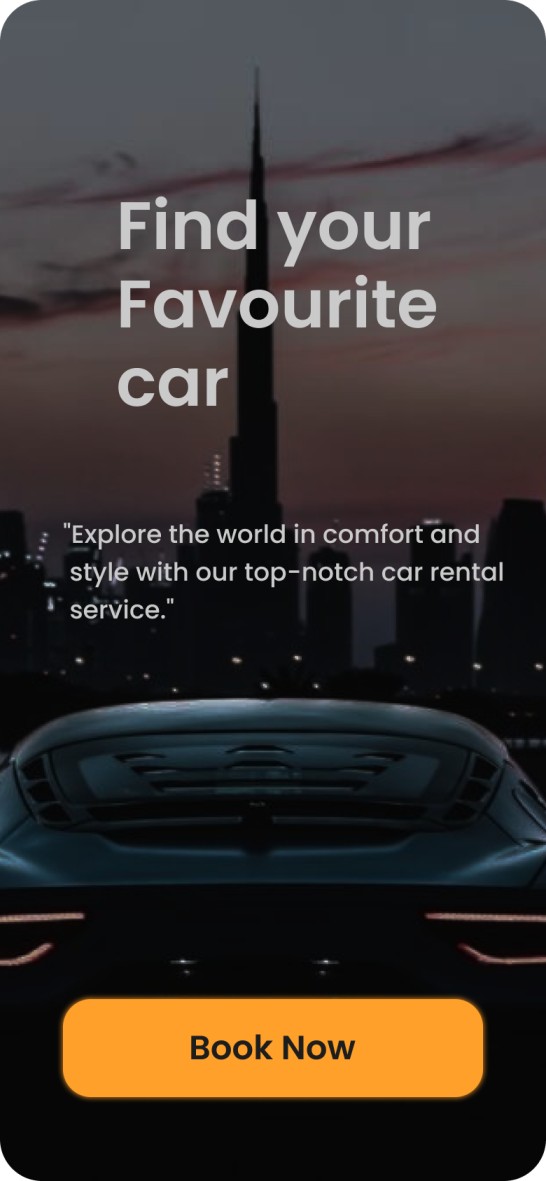 Find your
Favourite
car
"Explore the world in comfort and
style with our top-notch car rental
service."
Book Now